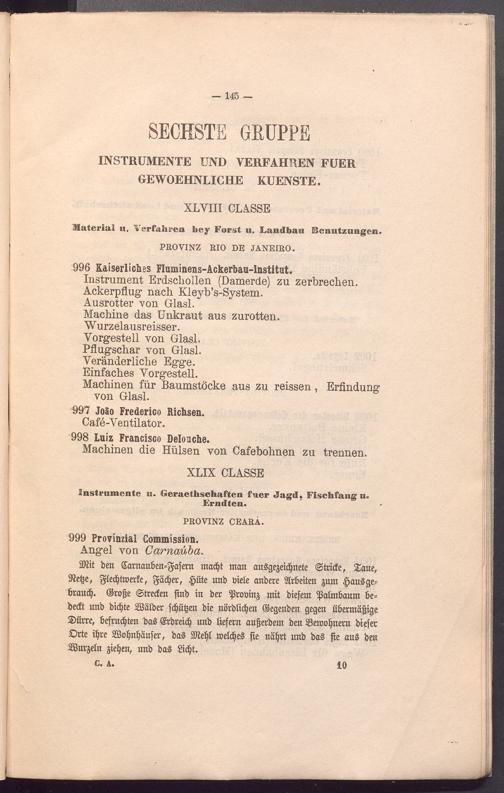 — 145 —
SECHSTE GRUPPE
INSTRUMENTE UND VERFAHREN FUER
GEWOEHNLICHE KUENSTE.
XLVIII CLASSE
Material u. Verfahren bey Forst u. Landbau Benutzungen.
PROVINZ RIO DE JANEIRO.
996 Kaiserliches Fluminens-Ackerbau-Institut.
Instrument Erdschollen (Damerde) zu zerbrechen.
Ackerpflug nach Kleyb's-System.
Ausrotter von Glasl.
Machine das Unkraut aus zurotten.
Wurzelausreisser.
Vorgestell von Glasl.
Pflugschar von Glasl.
Veränderliche Egge.
Einfaches Vorgestell.
Machinen für Baumstöcke aus zu reissen, Erfindung
von Glasl.
997 João Frederico Richsen.
Café-Ventilator.
998 Luiz Francisco Delouche.
Machinen die Hülsen von Cafebohnen zu trennen.
XLIX CLASSE
Instrumente u. Geraethschaften fuer Jagd, Fischfang u.
Erndten.
PROVINZ CEARÁ.
999 Provinzial Commission.
Angel von Carnaúba.
Mit den Carnauben-Fasern macht man ausgezeichnete Stricke, Taue,
Netze, Flechtwerke, Fächer, Hüte und viele andere Arbeiten zum Hausge-
brauch. Große Strecken sind in der Provinz mit diesem Palmbaum be-
deckt und dichte Wälder schützen die nördlichen Gegenden gegen übermäßige
Dürre, befruchten das Erdreich und liefern außerdem den Bewohnern dieser
Orte ihre Wohnhäuser, das Mehl welches sie nährt und das sie aus den
Wurzeln ziehen, und das Licht.
C. A. 10